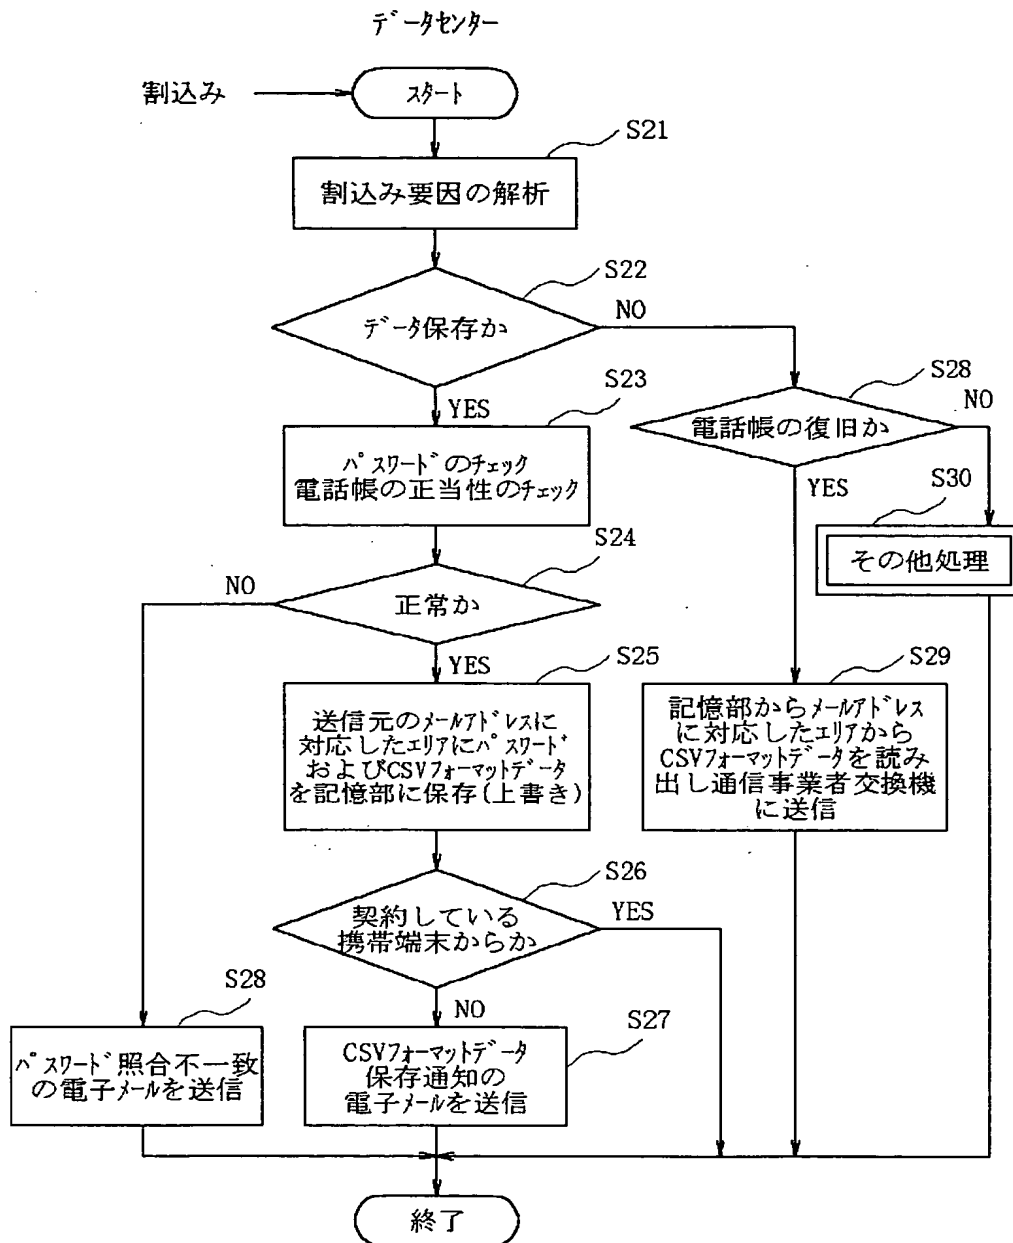 データセンター
割込み
スタート
S21
割込み要因の解析
S22
データ保存か
NO
YES
S23
パスワードのチェック
電話帳の正当性のチェック
S28
電話帳の復旧か
NO
YES
S30
その他処理
S24
正常か
NO
YES
S25
送信元のメールアドレスに
対応したエリアにパスワード
およびCSVフォーマットデータ
を記憶部に保存(上書き)
S29
記憶部からメールアドレス
に対応したエリアから
CSVフォーマットデータを読み
出し通信事業者交換機
に送信
S26
契約している
携帯端末からか
YES
NO
S28
パスワード照合不一致
の電子メールを送信
S27
CSVフォーマットデータ
保存通知の
電子メールを送信
終了